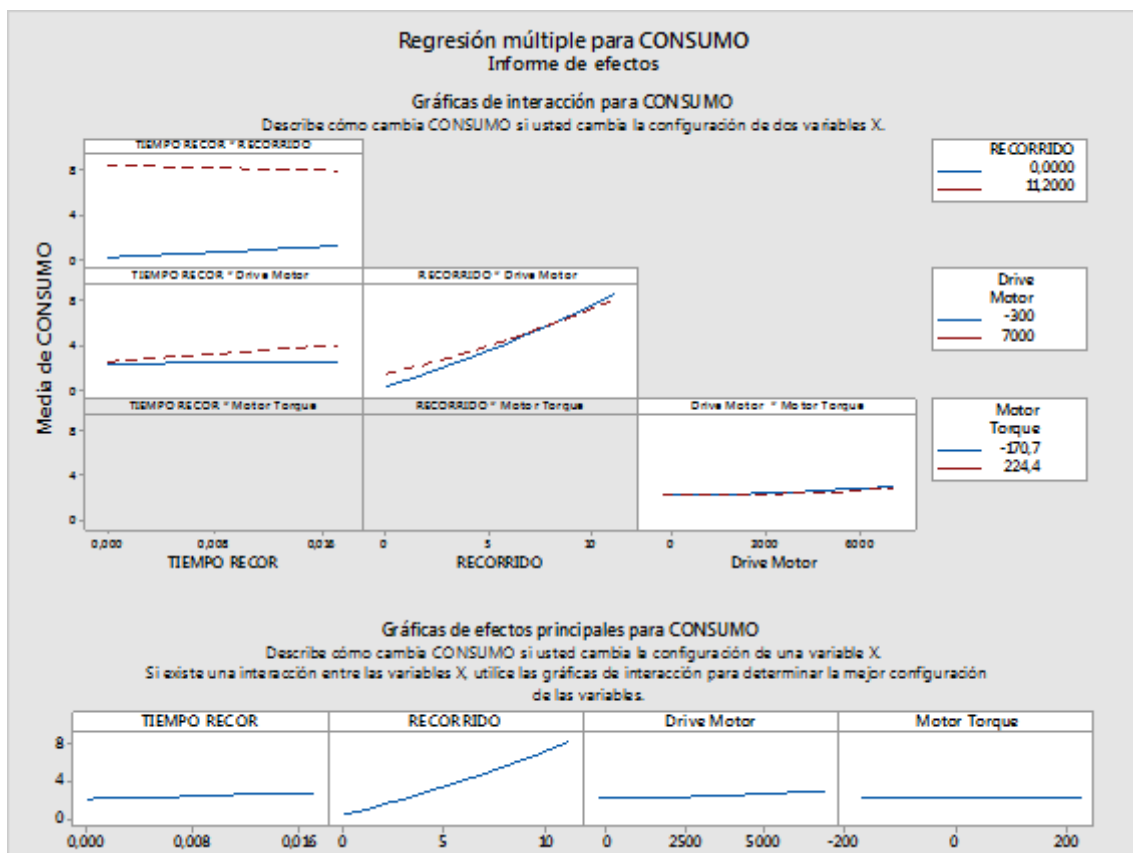 Regresión múltiple para CONSUMO
Informe de efectos
Gráficas de interacción para CONSUMO
Describe cómo cambia CONSUMO si usted cambia la configuración de dos variables X.
TIEMPO RECOR * RECORRIDO
RECORRIDO
0,0000
11,2000
8
4
0
TIEMPO RECOR * Drive Motor
RECORRIDO * Drive Motor
Drive
Motor
-300
7000
8
4
0
Media de CONSUMO
TIEMPO RECOR * Motor Torque
RECORRIDO * Motor Torque
Drive Motor * Motor Torque
Motor
Torque
-170,7
224,4
8
4
0
0,000 0,008 0,016 0 5 10 0 3000 6000
TIEMPO RECOR RECORRIDO Drive Motor
Gráficas de efectos principales para CONSUMO
Describe cómo cambia CONSUMO si usted cambia la configuración de una variable X.
Si existe una interacción entre las variables X, utilice las gráficas de interacción para determinar la mejor configuración
de las variables.
TIEMPO RECOR RECORRIDO Drive Motor Motor Torque
8
4
0
0,000 0,008 0,016 0 5 10 0 2500 5000 -200 0 200